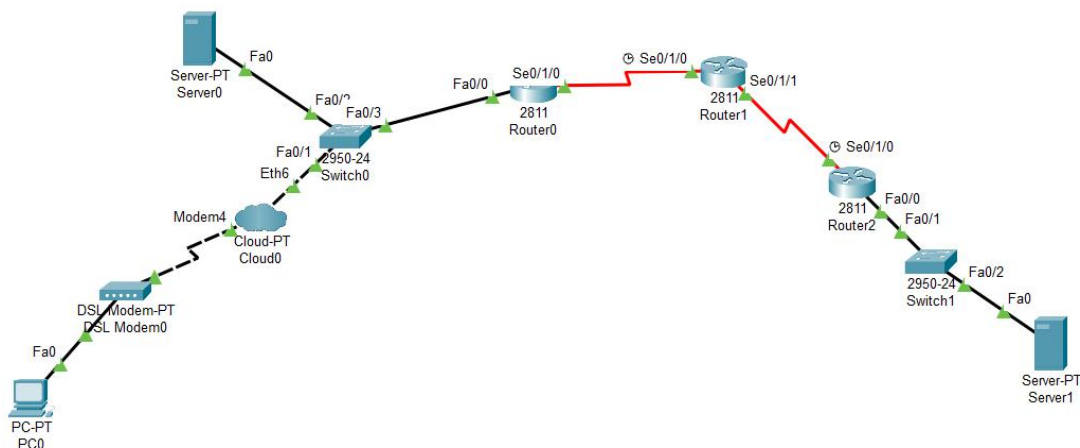 Fa0
Server-PT
Server0
Fa0/2
Fa0/3
Fa0/1
2950-24
Switch0
Eth6
Modem4
Cloud-PT
Cloud0
DSL Modem-PT
DSL Modem0
Fa0
PC-PT
PC0
Fa0/0
Se0/1/0
2811
Router0
Se0/1/0
Se0/1/1
2811
Router1
Se0/1/0
2811
Router2
Fa0/0
Fa0/1
2950-24
Switch1
Fa0/2
Fa0
Server-PT
Server1